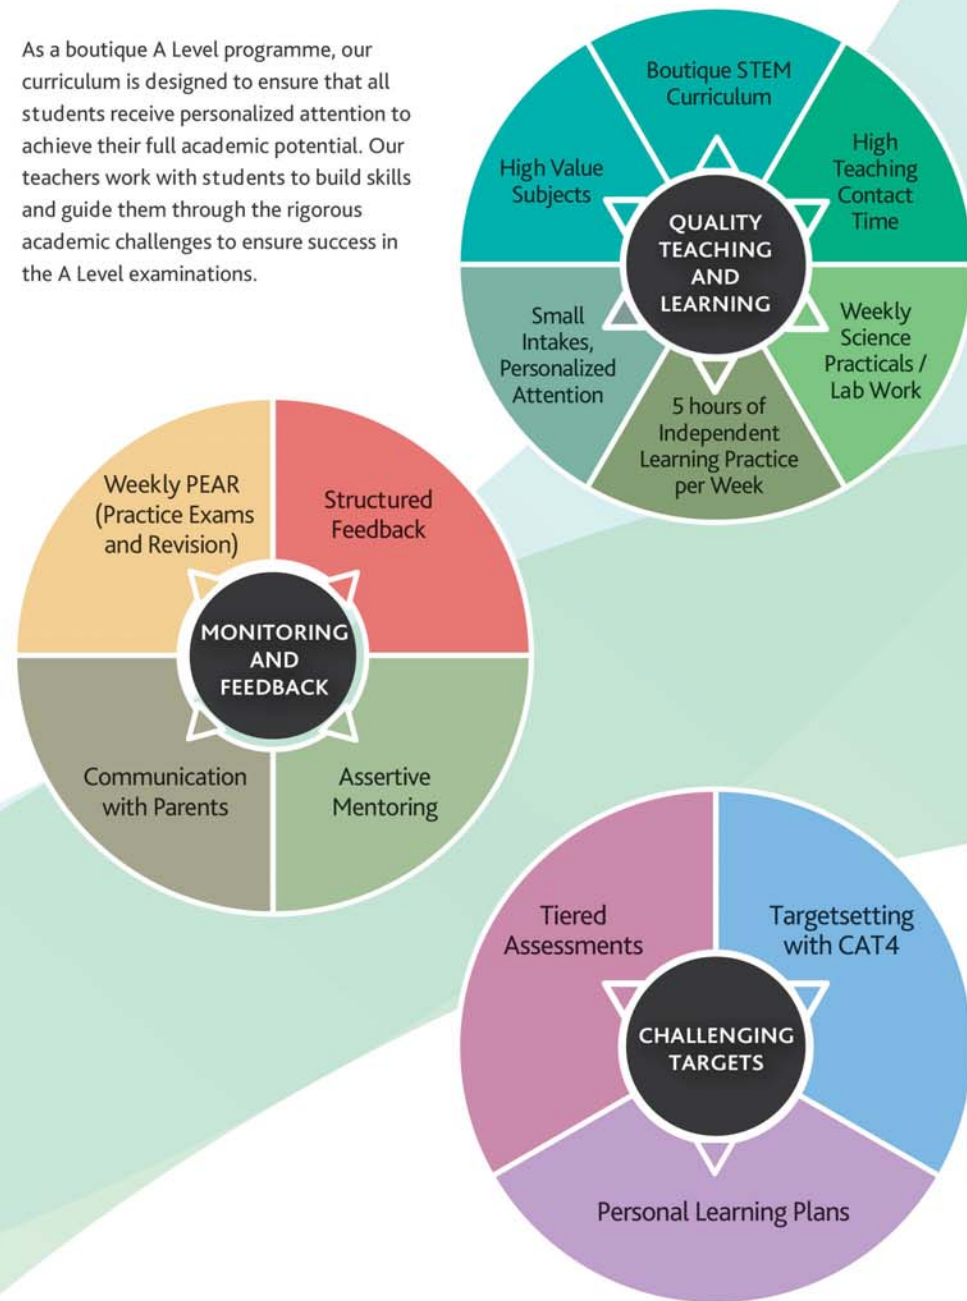 As a boutique A Level programme, our
curriculum is designed to ensure that all
students receive personalized attention to
achieve their full academic potential. Our
teachers work with students to build skills
and guide them through the rigorous
academic challenges to ensure success in
the A Level examinations.
Boutique STEM
Curriculum
High
Teaching
Contact
Time
High Value
Subjects
QUALITY
TEACHING
AND
LEARNING
Small
Intakes,
Personalized
Attention
Weekly
Science
Practicals /
Lab Work
5 hours of
Independent
Learning Practice
per Week
Weekly PEAR
(Practice Exams
and Revision)
Structured
Feedback
MONITORING
AND
FEEDBACK
Communication
with Parents
Assertive
Mentoring
Tiered
Assessments
Targetsetting
with CAT4
CHALLENGING
TARGETS
Personal Learning Plans